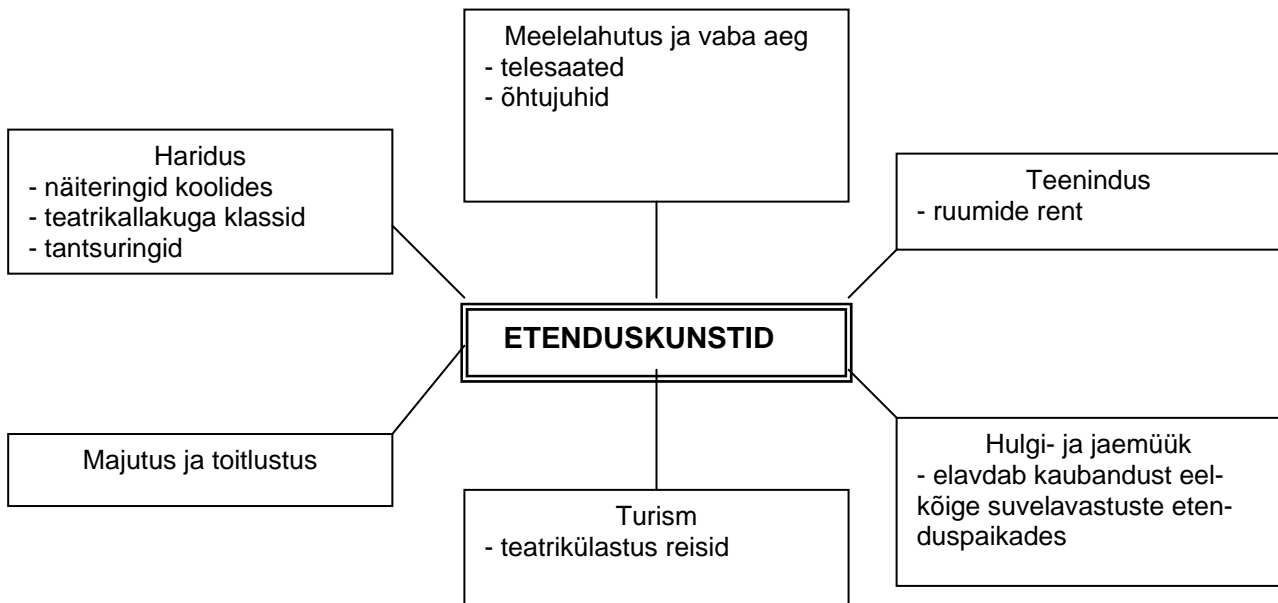 Meelelahutus ja vaba aeg
- telesaated
- õhtujuhid
Haridus
- näiteringid koolides
- teatrikallakuga klassid
- tantsuringid
Teenindus
- ruumide rent
ETENDUSKUNSTID
Majutus ja toitlustus
Turism
- teatrikülastus reisid
Hulgi- ja jaemüük
- elavdab kaubandust eel-
kõige suvelavastuste eten-
duspaikades